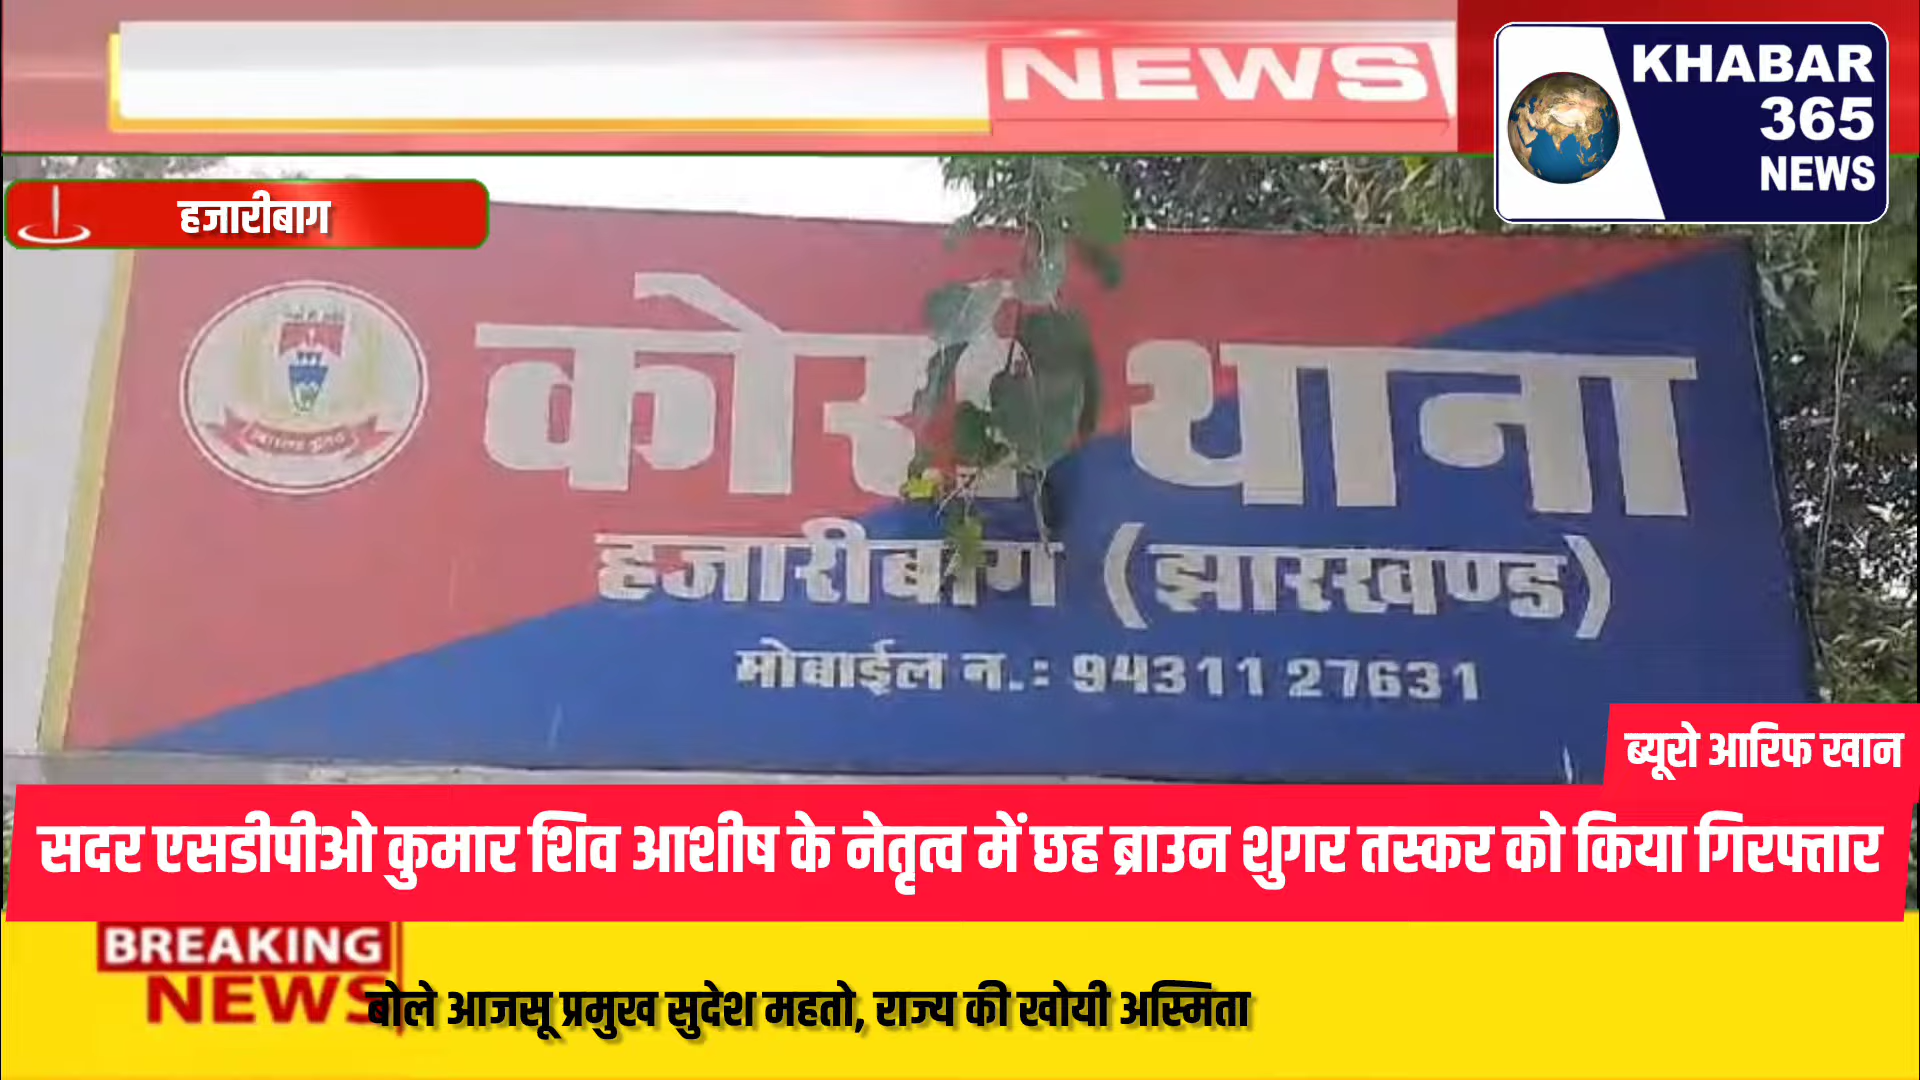 NEWS
KHABAR
365
NEWS
हजारीबाग
थाना
हजारीबाग (झारखण्ड)
मोबाईल न.: 94311 27631
ब्यूरो आरिफ खान
सदर एसडीपीओ कुमार शिव आशीष के नेतृत्व में छह ब्राउन शुगर तस्कर को किया गिरफ्तार
BREAKING
NEWS
बोले आजसू प्रमुख सुदेश महतो, राज्य की खोयी अस्मिता